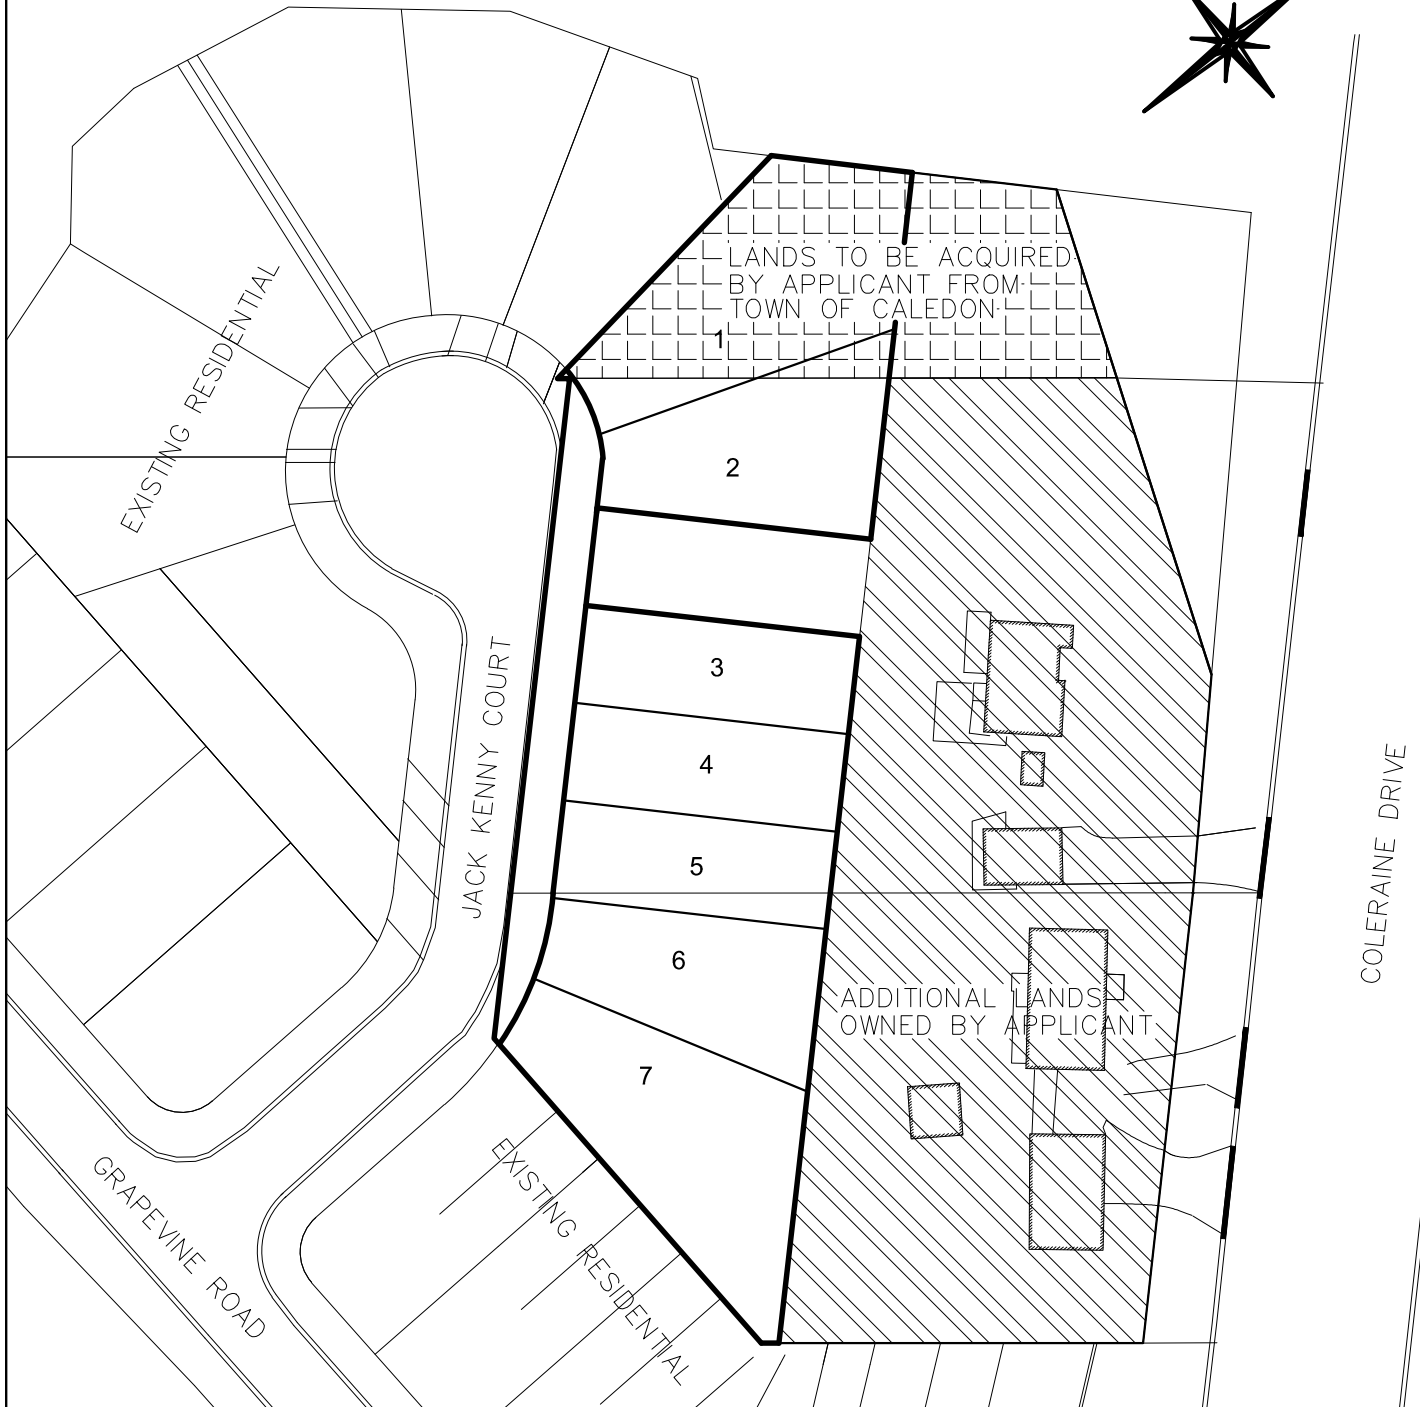 LANDS TO BE ACQUIRED
BY APPLICANT FROM
TOWN OF CALEDON
1
EXISTING RESIDENTIAL
2
3
JACK KENNY COURT
4
COLERAINE DRIVE
5
6
ADDITIONAL LANDS
OWNED BY APPLICANT
7
EXISTING RESIDENTIAL
GRAPEVINE ROAD